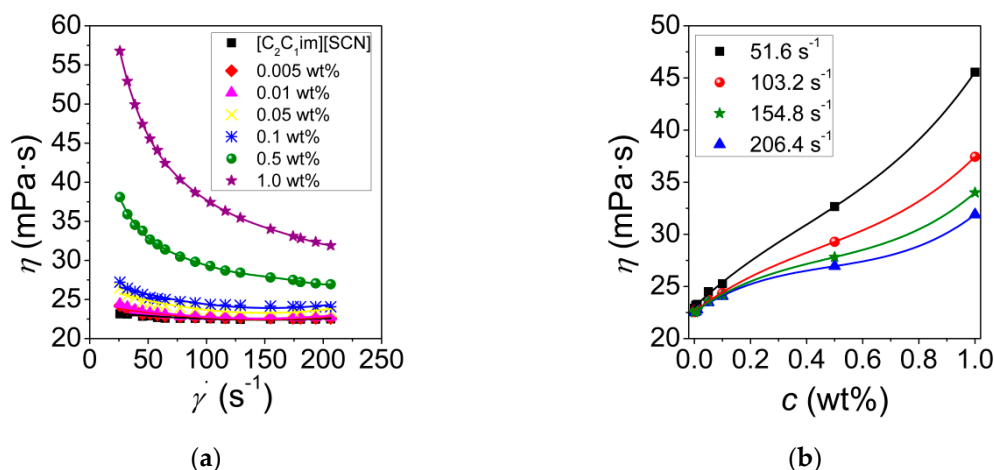 60
55
50
45
40
35
30
25
20
η (mPa·s)
[C₂C₁im][SCN]
0.005 wt%
0.01 wt%
0.05 wt%
0.1 wt%
0.5 wt%
1.0 wt%
0 50 100 150 200 250
γ̇ (s⁻¹)
(a)
50
45
40
35
30
25
20
η (mPa·s)
51.6 s⁻¹
103.2 s⁻¹
154.8 s⁻¹
206.4 s⁻¹
0.0 0.2 0.4 0.6 0.8 1.0
c (wt%)
(b)